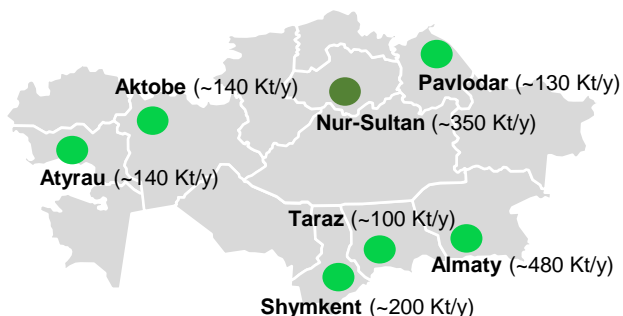 Aktobe (~140 Kt/y)
Pavlodar (~130 Kt/y)
Nur-Sultan (~350 Kt/y)
Atyrau (~140 Kt/y)
Taraz (~100 Kt/y)
Almaty (~480 Kt/y)
Shymkent (~200 Kt/y)